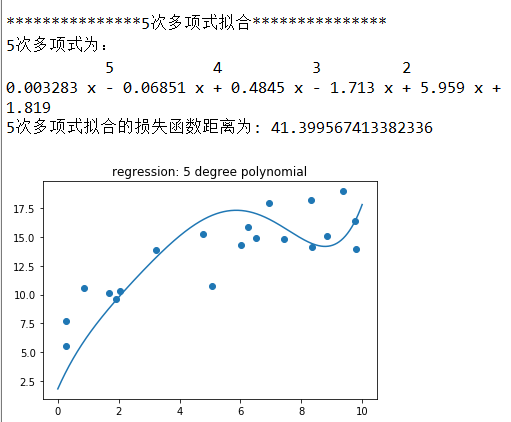 ***************5次多项式拟合***************
5次多项式为：
5 4 3 2
0.003283 x - 0.06851 x + 0.4845 x - 1.713 x + 5.959 x +
1.819
5次多项式拟合的损失函数距离为: 41.399567413382336
regression: 5 degree polynomial
17.5
15.0
12.5
10.0
7.5
5.0
2.5
0 2 4 6 8 10